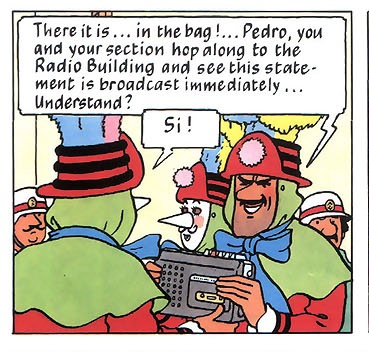 There it is ... in the bag!... Pedro, you
and your section hop along to the
Radio Building and see this state-
ment is broadcast immediately ...
Understand?
Si!